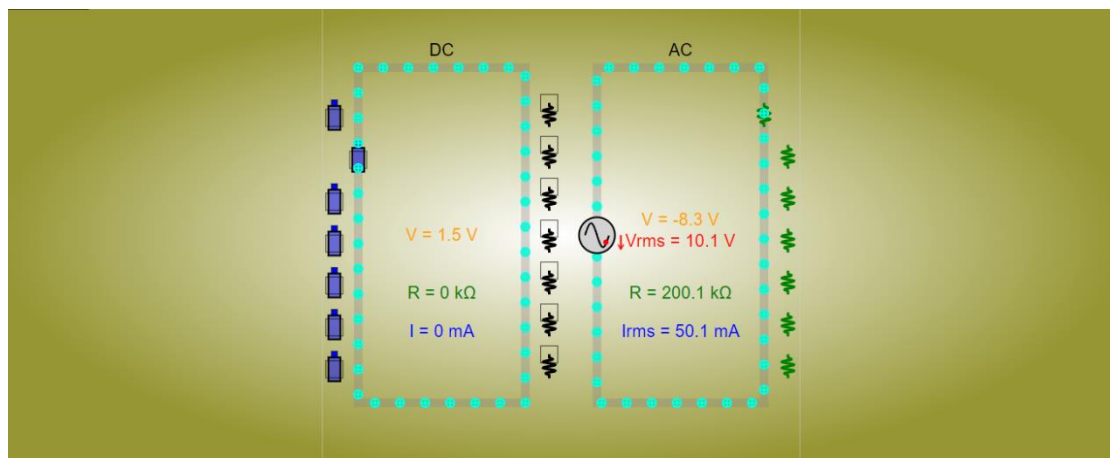 DC
V = 1.5 V
R = 0 kΩ
I = 0 mA
AC
V = -8.3 V
↓Vrms = 10.1 V
R = 200.1 kΩ
Irms = 50.1 mA